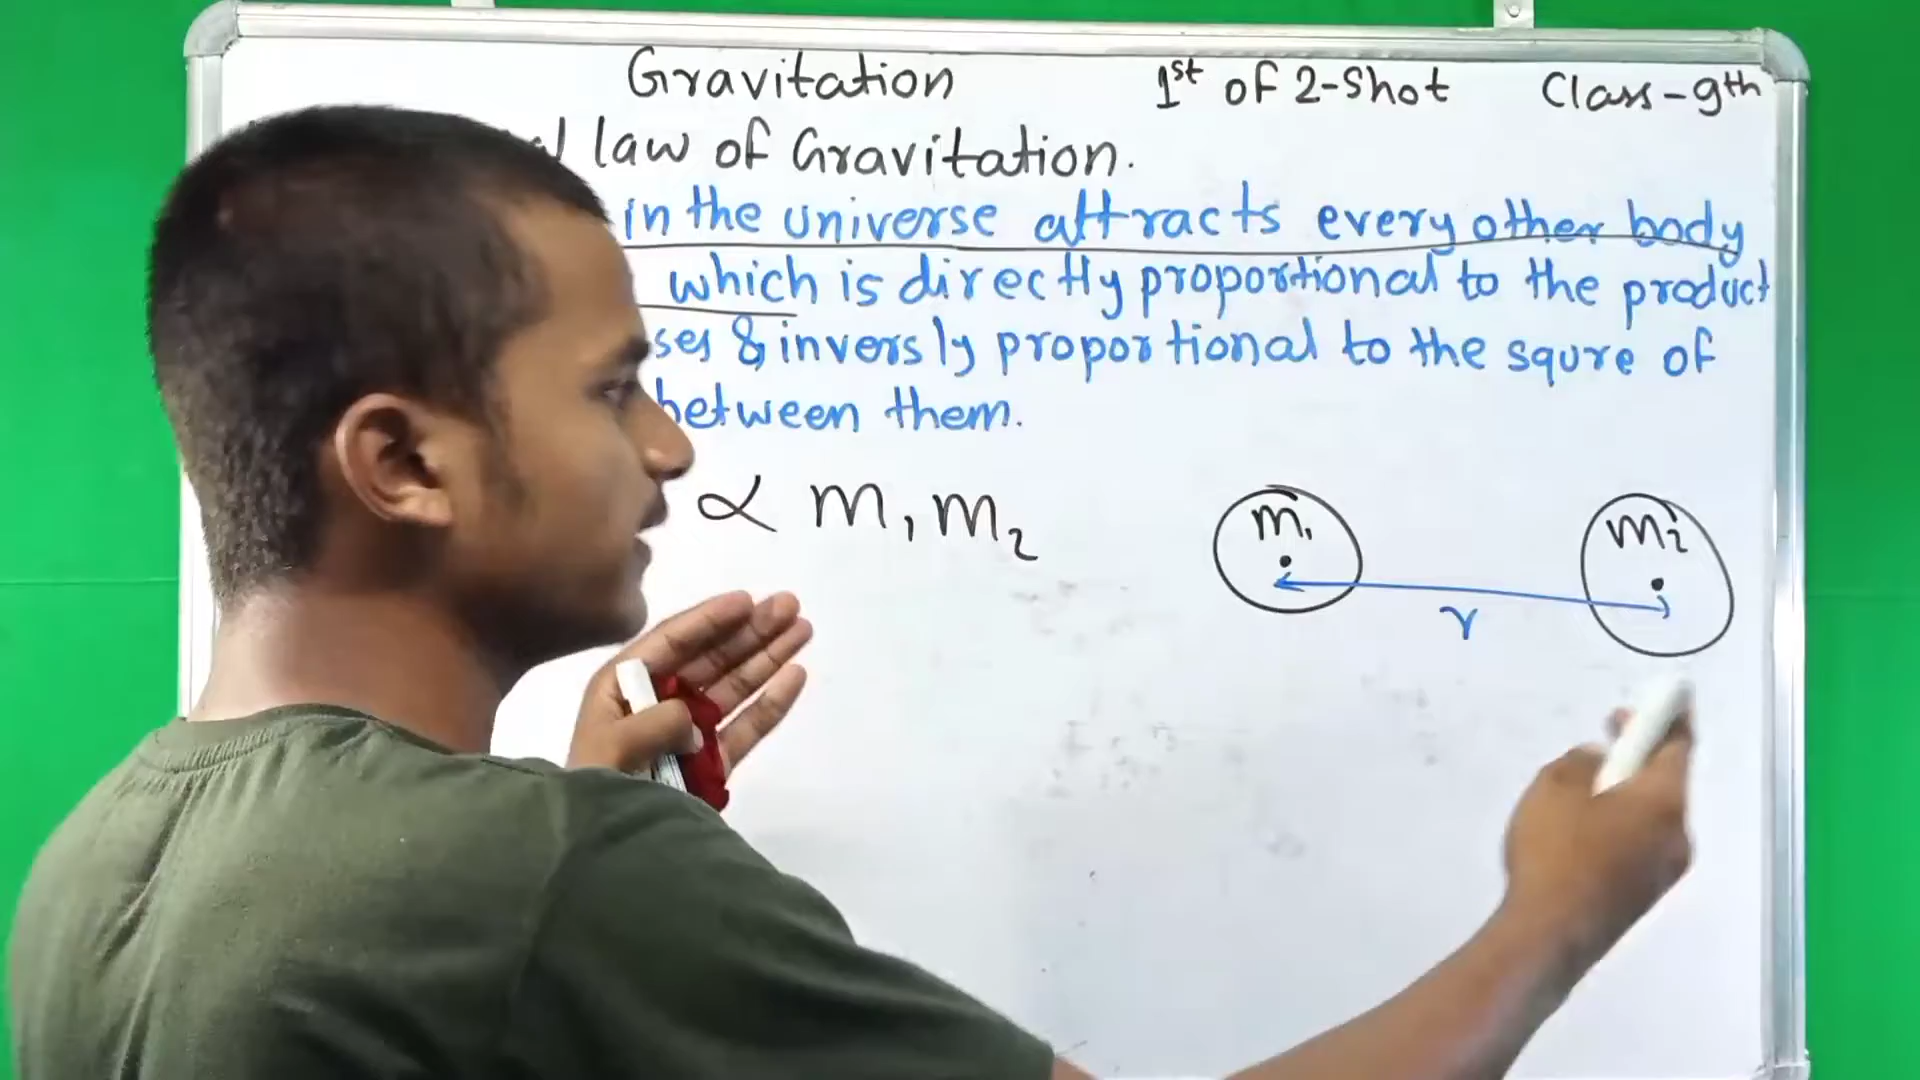 Gravitation 1st of 2-Shot Class-9th
law of Gravitation.
in the universe attracts every other body
which is directly proportional to the product
ses & inversly proportional to the squre of
between them.
∝ m₁m₂
m₁ m₂
r